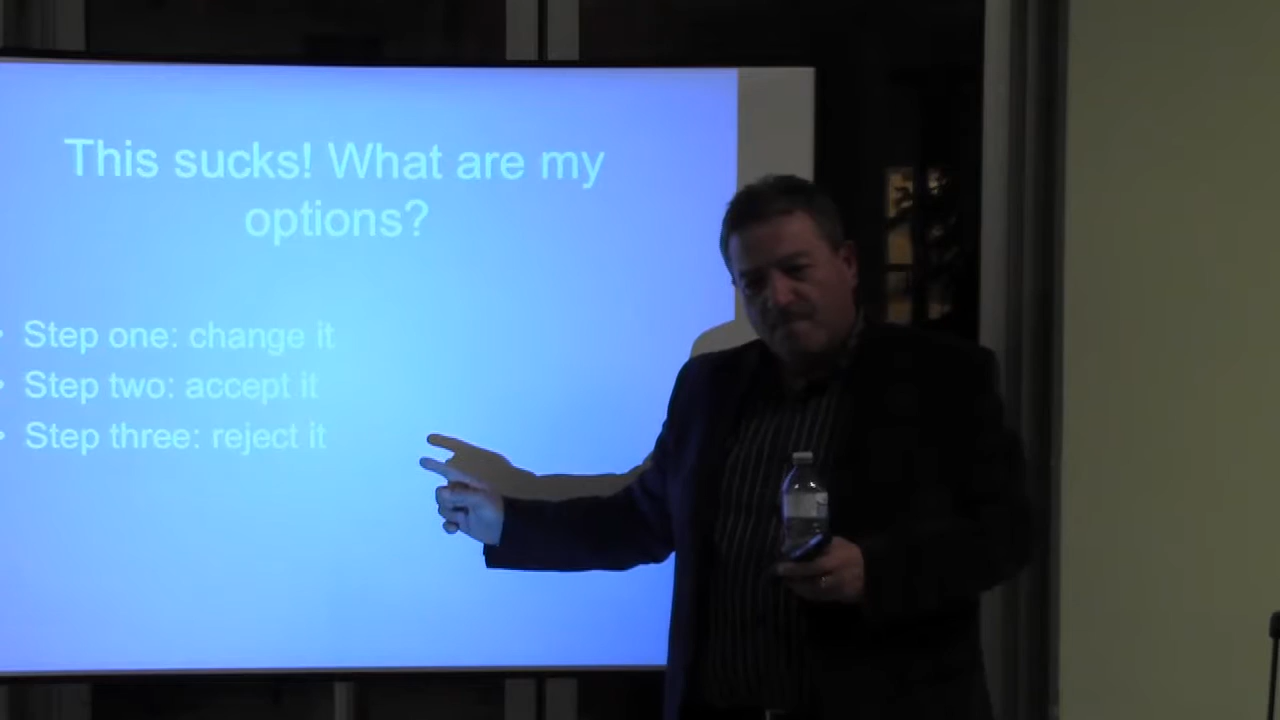 This sucks! What are my
options?
• Step one: change it
• Step two: accept it
• Step three: reject it